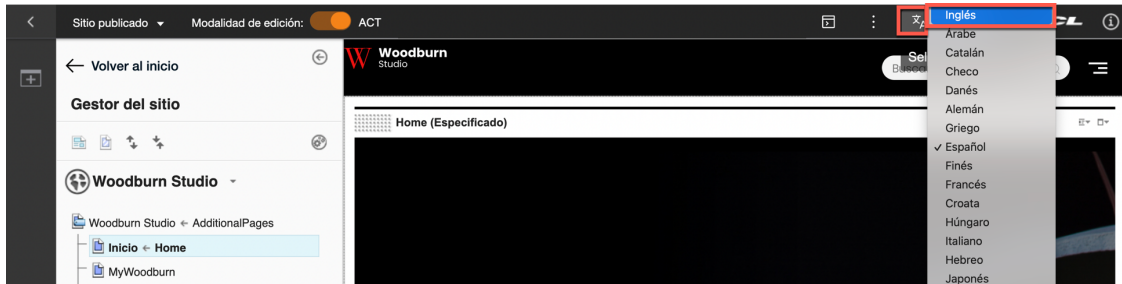 Sitio publicado
Modalidad de edición:
ACT
Inglés
Árabe
Catalán
Checo
Danés
Alemán
Griego
✓ Español
Finés
Francés
Croata
Húngaro
Italiano
Hebreo
Japonés
Volver al inicio
Gestor del sitio
Woodburn Studio
Woodburn Studio ← AdditionalPages
Inicio ← Home
MyWoodburn
W Woodburn
Studio
Home (Especificado)